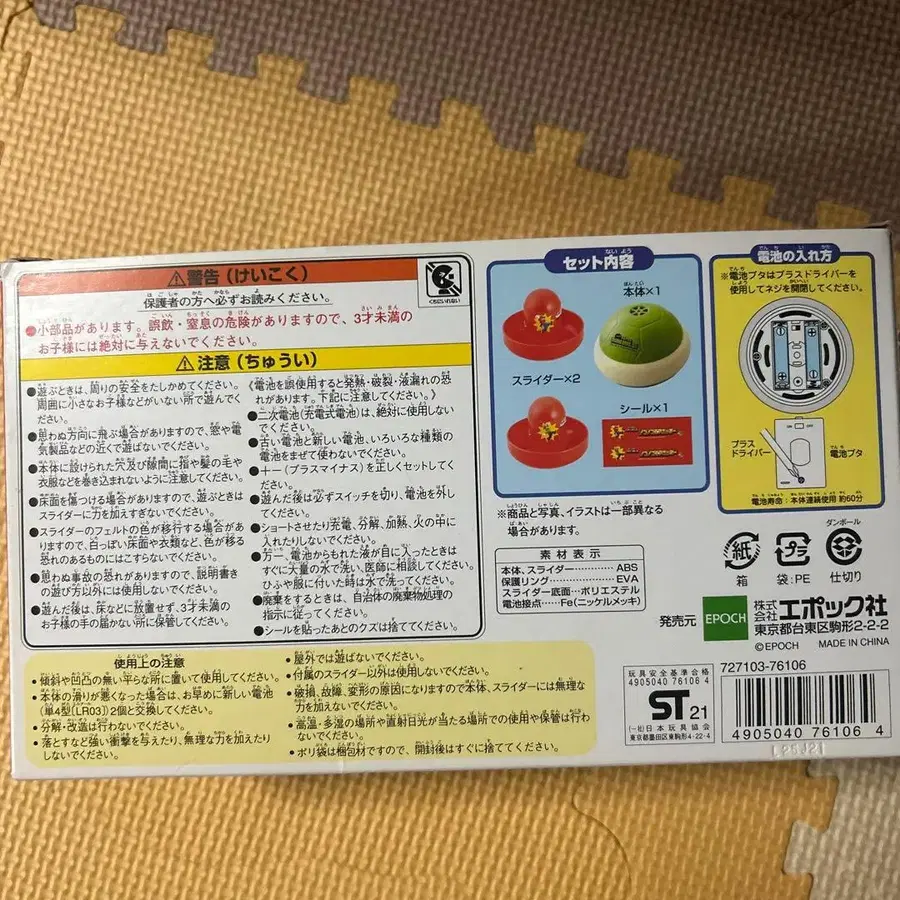 ⚠警告(けいこく)
保護者の方へ必ずお読みください。
口にいれない
●小部品があります。誤飲・窒息の危険がありますので、3才未満の
お子様には絶対に与えないでください。
⚠注意(ちゅうい)
●遊ぶときは、周りの安全をたしかめてください。
周囲に小さなお子様などがいない所で遊んでく
ださい。
●思わぬ方向に飛ぶ場合がありますので、窓や電
気製品などの近くで遊ばないでください。
●本体に設けられた穴及び隙間に指や髪の毛や
衣服などを巻き込まれないように注意してください。
●床面を傷つける場合がありますので、遊ぶときは
スライダーに力を加えすぎないでください。
●スライダーのフェルトの色が移行する場合があ
りますので、白っぽい床面や衣類など、色が移る
恐れのあるものにはこすらないでください。
●思わぬ事故の恐れがありますので、説明書き
の遊び方以外には使用しないでください。
●遊んだ後は、床などに放置せず、3才未満の
お子様の手の届かない所に保管してください。
《電池を誤使用すると発熱・破裂・液漏れの恐
れがあります。下記に注意してください。》
●二次電池(充電式電池)は、絶対に使用しない
でください。
●古い電池と新しい電池、いろいろな種類の
電池をまぜて使わないでください。
●+-(プラスマイナス)を正しくセットしてく
ださい。
●遊んだ後は必ずスイッチを切り、電池を外し
てください。
●ショートさせたり充電、分解、加熱、火の中に
入れたりしないでください。
●万一、電池からもれた液が目に入ったときは
すぐに大量の水で洗い、医師に相談してください。
ひふや服に付いた時は水で洗ってください。
●廃棄をするときは、自治体の廃棄物処理の
指示に従ってください。
●シールを貼ったあとのクズは捨ててください。
使用上の注意
・傾斜や凹凸の無い平らな所に置いて使用してください。
・本体の滑りが悪くなった場合は、お早めに新しい電池
(単4型(LR03))2個と交換してください。
・分解・改造は行わないでください。
・落とすなど強い衝撃を与えたり、無理な力を加えたり
しないでください。
・屋外では遊ばないでください。
・付属のスライダー以外は使用しないでください。
・破損、故障、変形の原因になりますので本体、スライダーには無理な
力を加えないでください。
・高温・多湿の場所や直射日光が当たる場所での使用や保管は行わ
ないでください。
・ポリ袋は梱包材ですので、開封後はすぐに捨ててください。
セット内容
本体×1
スライダー×2
シール×1
※商品と写真、イラストは一部異なる
場合があります。
電池の入れ方
※電池ブタはプラスドライバーを
使用してネジを開閉してください。
プラス
ドライバー
電池ブタ
電池寿命:本体連続使用 約60分
素材表示
本体、スライダー……… ABS
保護リング……… EVA
スライダー底面… ポリエステル
電池接点……Fe(ニッケルメッキ)
紙
箱
プラ
袋:PE
ダンボール
仕切り
発売元
EPOCH
株式会社エポック社
東京都台東区駒形2-2-2
©EPOCH MADE IN CHINA
727103-76106
玩具安全基準合格
4905040 76106 4
ST 21
(一社)日本玩具協会
東京都墨田区東駒形4-22-4
4 905040 76106 4